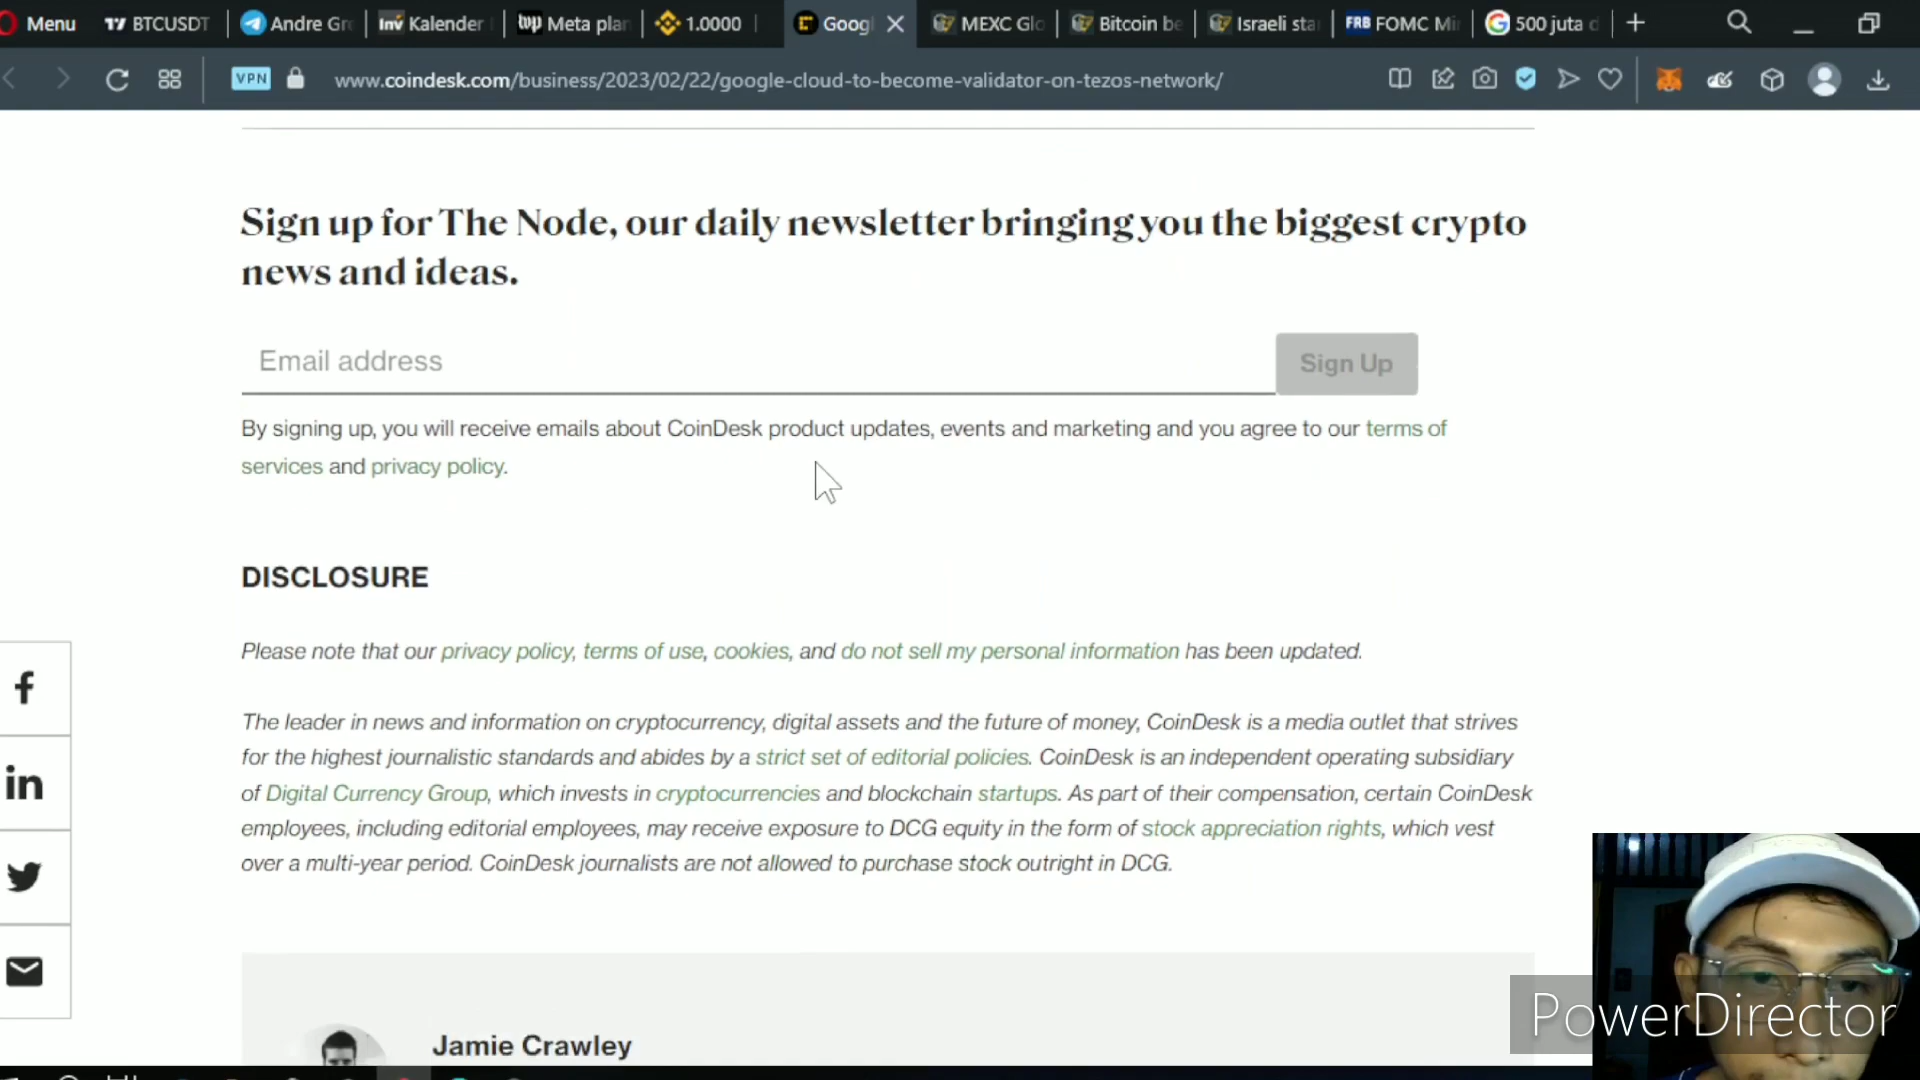 Menu
BTCUSDT
Andre Gr
Inv Kalender
wp Meta plan
1.0000
Goog
MEXC Glo
Bitcoin be
Israeli sta
FRB FOMC Mi
500 juta d
VPN
www.coindesk.com/business/2023/02/22/google-cloud-to-become-validator-on-tezos-network/
Sign up for The Node, our daily newsletter bringing you the biggest crypto
news and ideas.
Email address
Sign Up
By signing up, you will receive emails about CoinDesk product updates, events and marketing and you agree to our terms of
services and privacy policy.
DISCLOSURE
Please note that our privacy policy, terms of use, cookies, and do not sell my personal information has been updated.
The leader in news and information on cryptocurrency, digital assets and the future of money, CoinDesk is a media outlet that strives
for the highest journalistic standards and abides by a strict set of editorial policies. CoinDesk is an independent operating subsidiary
of Digital Currency Group, which invests in cryptocurrencies and blockchain startups. As part of their compensation, certain CoinDesk
employees, including editorial employees, may receive exposure to DCG equity in the form of stock appreciation rights, which vest
over a multi-year period. CoinDesk journalists are not allowed to purchase stock outright in DCG.
Jamie Crawley
PowerDirector